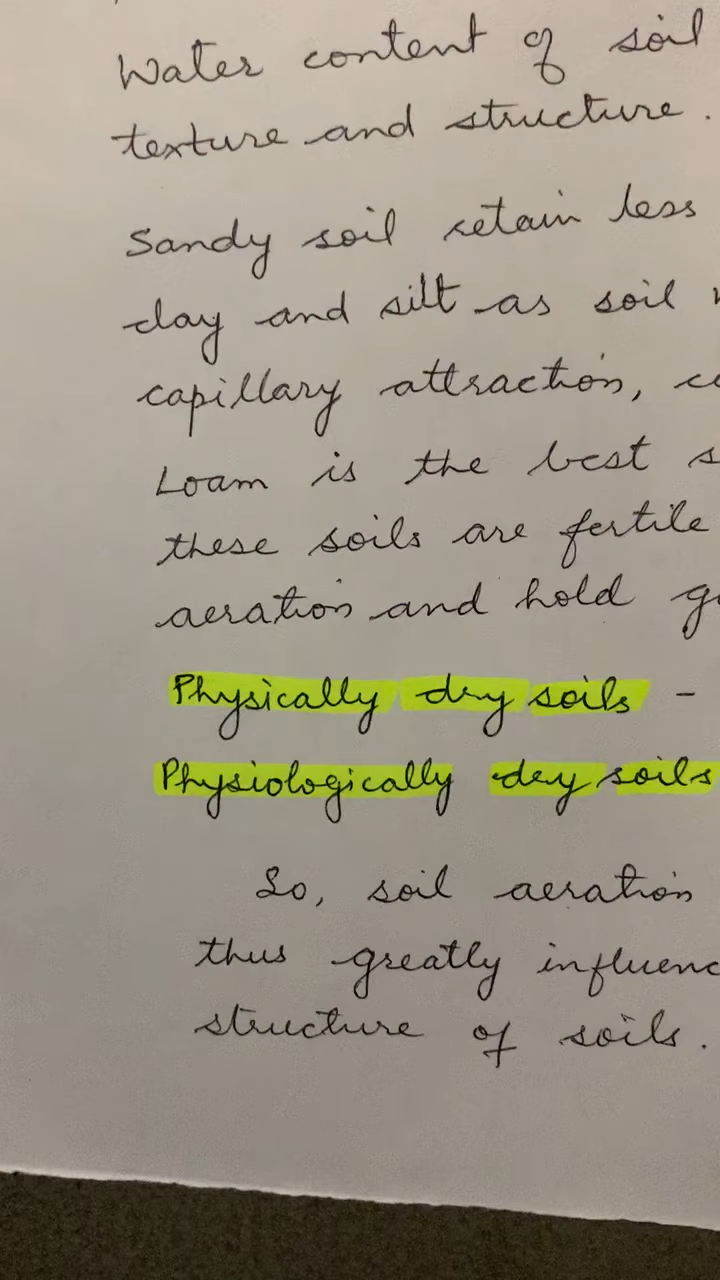 Water content of soil
texture and structure.
Sandy soil retain less
clay and silt as soil
capillary attraction,
Loam is the best
these soils are fertile
aeration and hold
Physically dry soils -
Physiologically dry soils
So, soil aeration
thus greatly influenc
structure of soils.